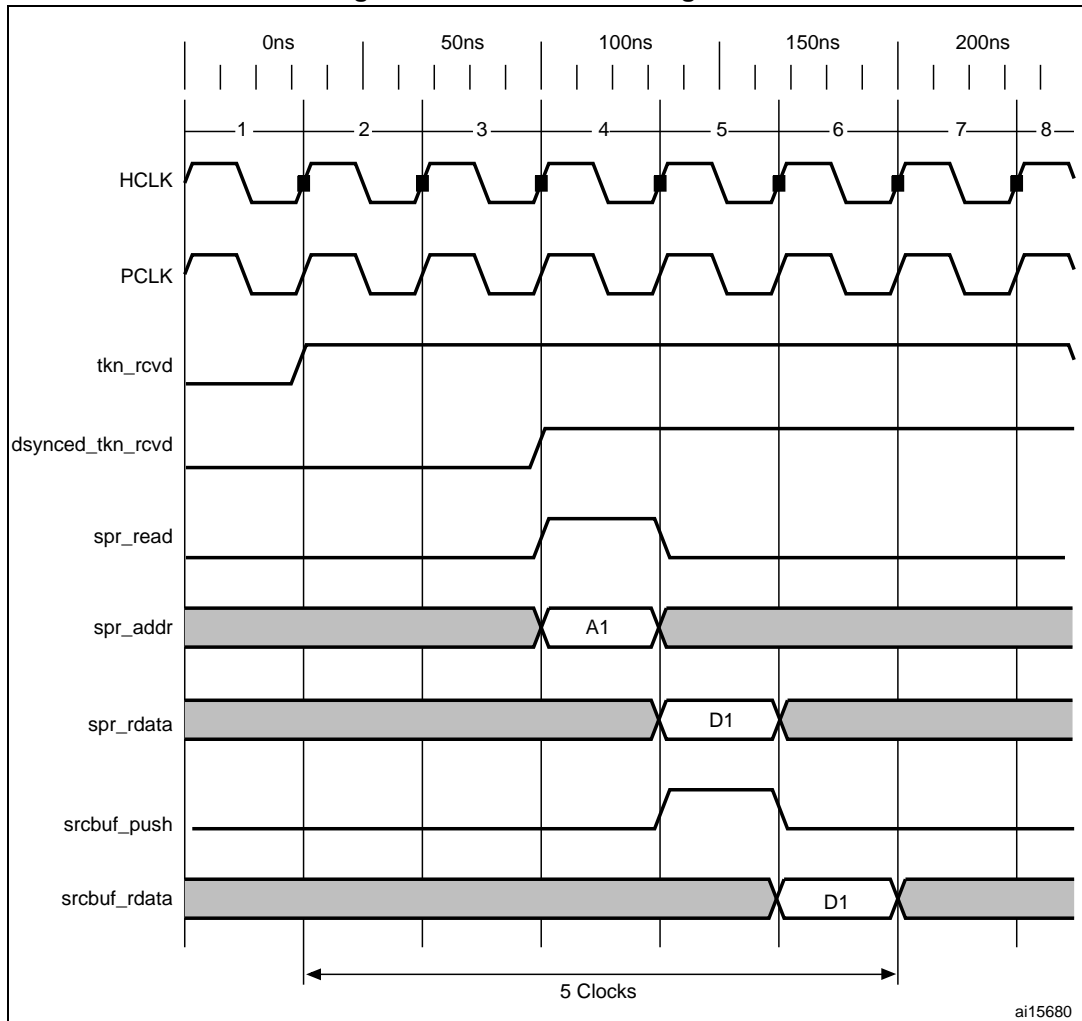 0ns 50ns 100ns 150ns 200ns
1 2 3 4 5 6 7 8
HCLK
PCLK
tkn_rcvd
dsynced_tkn_rcvd
spr_read
spr_addr A1
spr_rdata D1
srcbuf_push
srcbuf_rdata D1
5 Clocks
ai15680